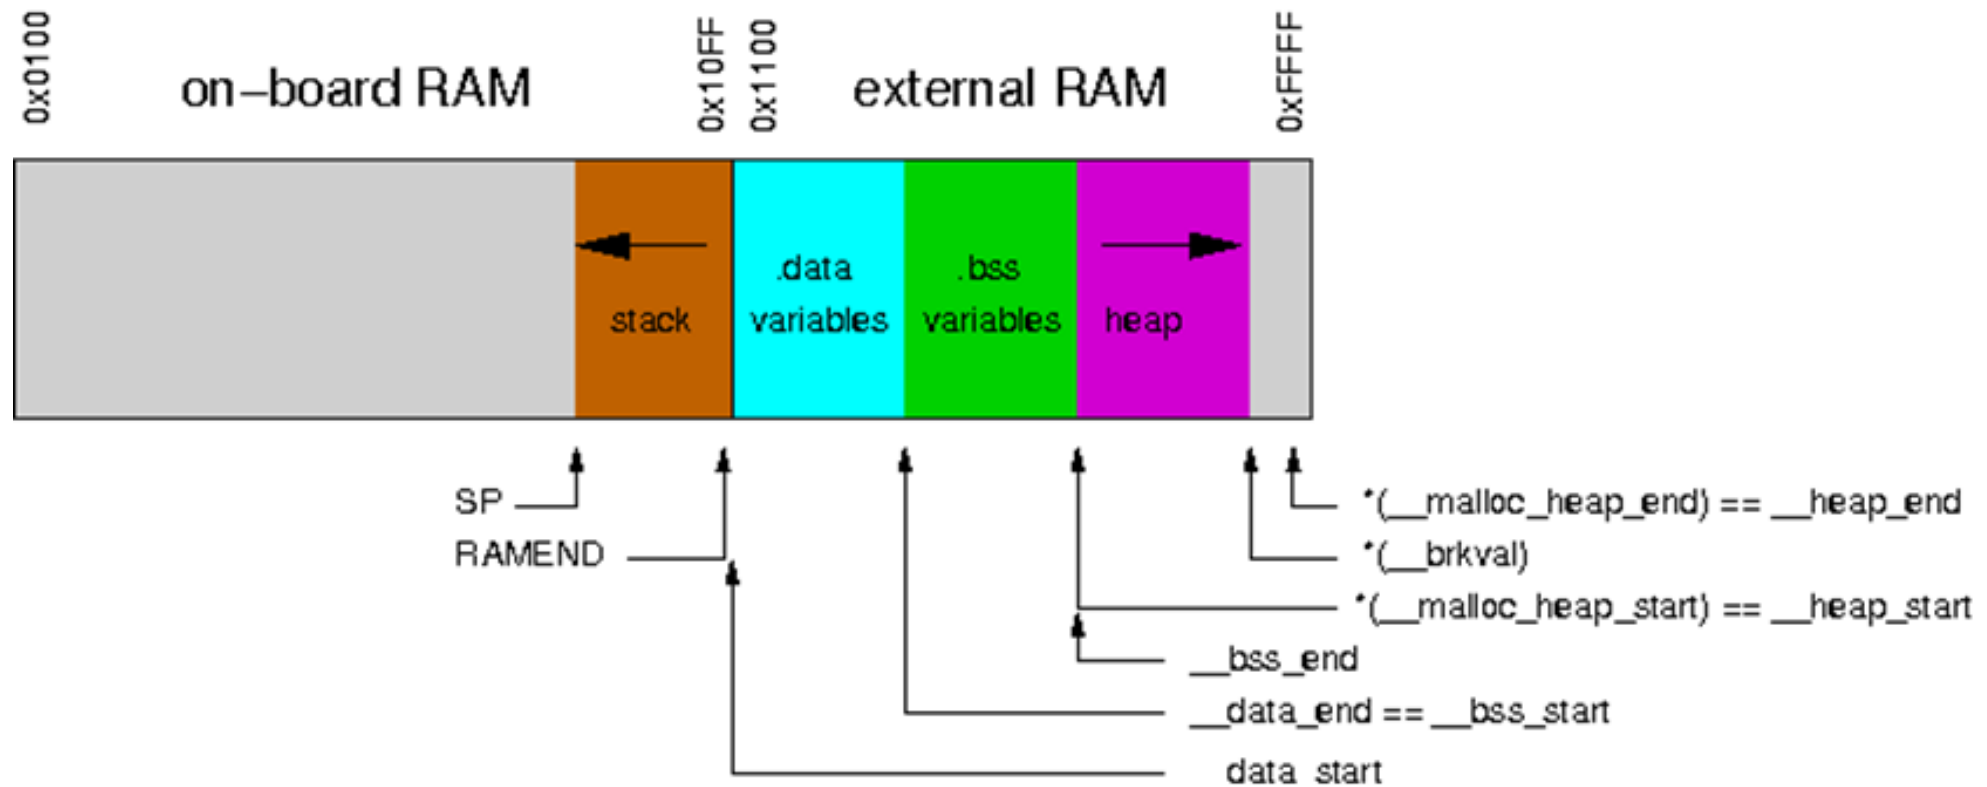 0x0100
on-board RAM
0x10FF
0x1100
external RAM
0xFFFF
stack
.data
variables
.bss
variables
heap
SP
RAMEND
*(__malloc_heap_end) == __heap_end
*(__brkval)
*(__malloc_heap_start) == __heap_start
__bss_end
__data_end == __bss_start
data start